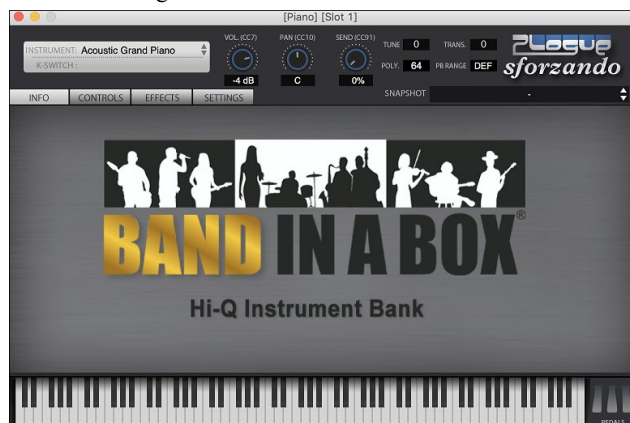 [Piano] [Slot 1]
INSTRUMENT: Acoustic Grand Piano
K-SWITCH :
VOL. (CC7)
-4 dB
PAN (CC10)
C
SEND (CC91)
0%
TUNE 0 TRANS. 0
POLY. 64 PB RANGE DEF
PLOGUE
sforzando
INFO CONTROLS EFFECTS SETTINGS
SNAPSHOT -
BAND IN A BOX®
Hi-Q Instrument Bank
PEDALS